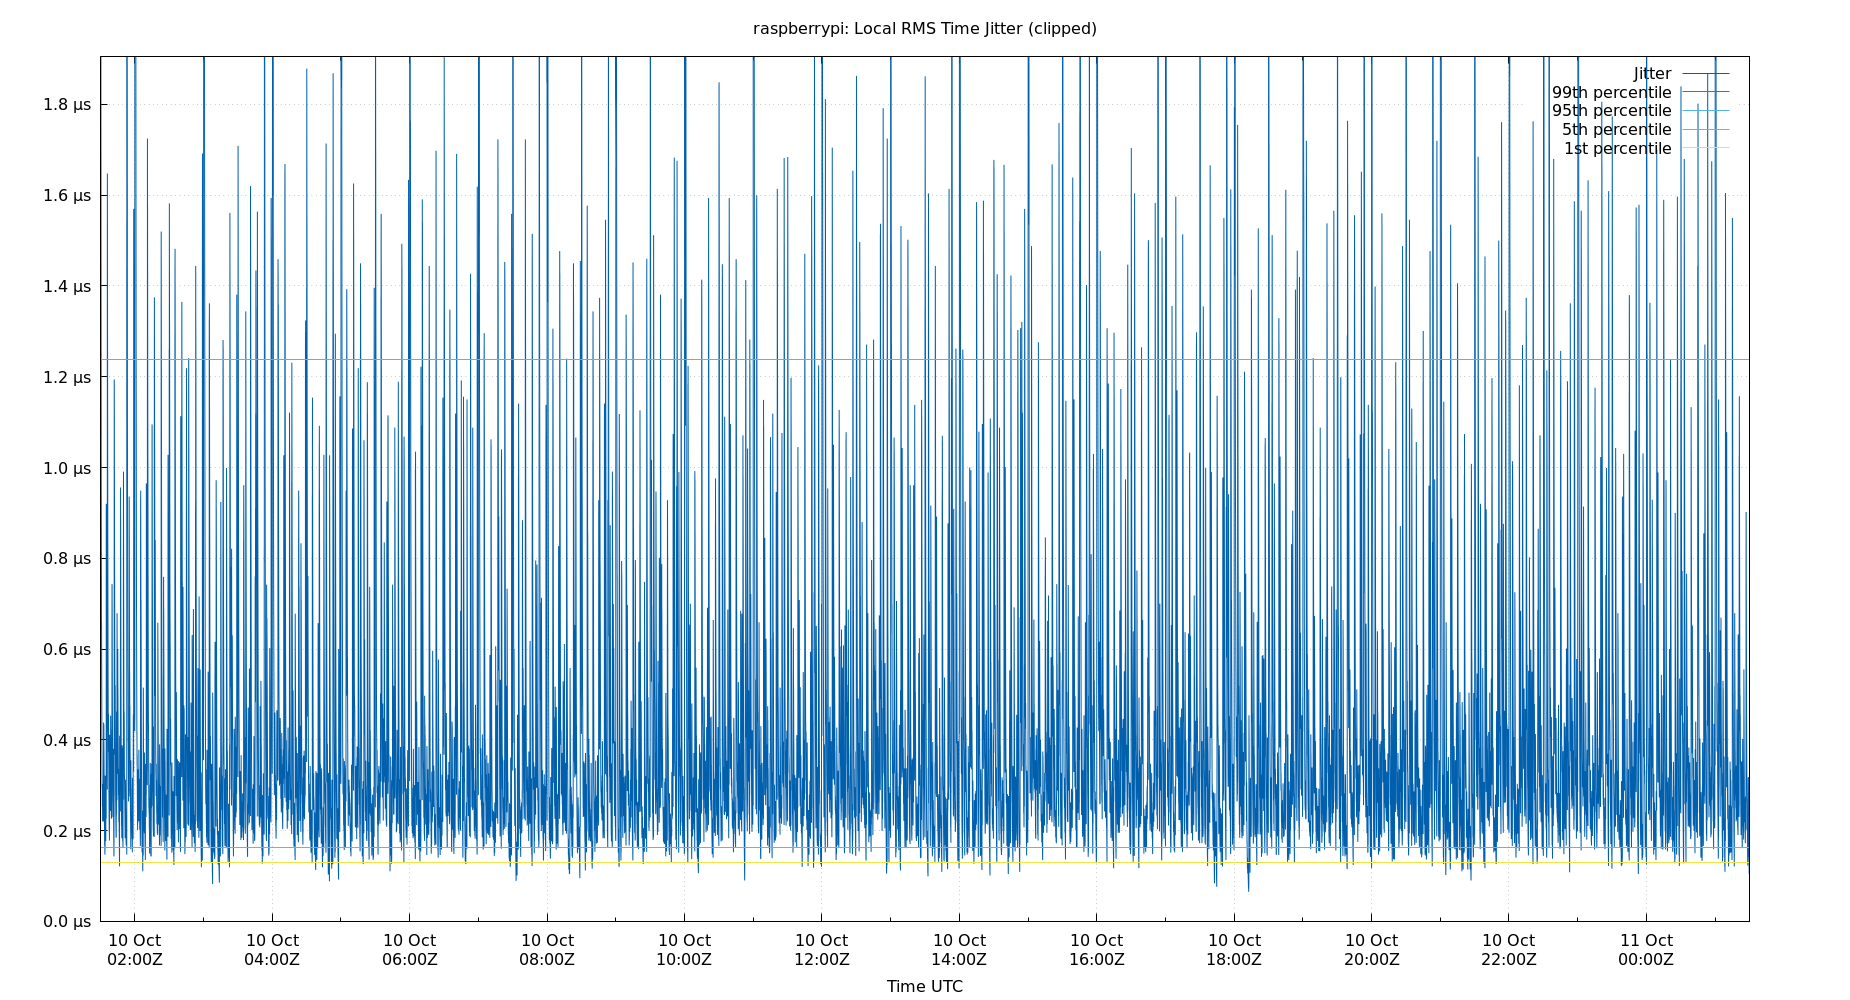 raspberrypi: Local RMS Time Jitter (clipped)
Jitter
99th percentile
95th percentile
5th percentile
1st percentile
1.8 µs
1.6 µs
1.4 µs
1.2 µs
1.0 µs
0.8 µs
0.6 µs
0.4 µs
0.2 µs
0.0 µs
10 Oct 10 Oct 10 Oct 10 Oct 10 Oct 10 Oct 10 Oct 10 Oct 10 Oct 10 Oct 10 Oct 11 Oct
02:00Z 04:00Z 06:00Z 08:00Z 10:00Z 12:00Z 14:00Z 16:00Z 18:00Z 20:00Z 22:00Z 00:00Z
Time UTC